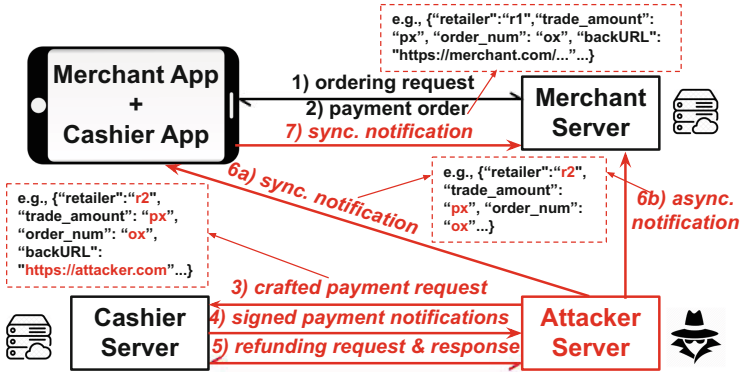 e.g., {“retailer":“r1”,“trade_amount”:
“px”, “order_num”: “ox”, “backURL":
"https://merchant.com/...”...}
Merchant App
+
Cashier App
1) ordering request
2) payment order
7) sync. notification
Merchant
Server
6a) sync. notification
e.g., {“retailer":“r2",
“trade_amount”:
“px”, “order_num”:
“ox”...}
6b) async.
notification
e.g., {“retailer":“r2",
“trade_amount”: “px”,
“order_num”: “ox”,
“backURL":
"https://attacker.com”...}
3) crafted payment request
4) signed payment notifications
5) refunding request & response
Cashier
Server
Attacker
Server